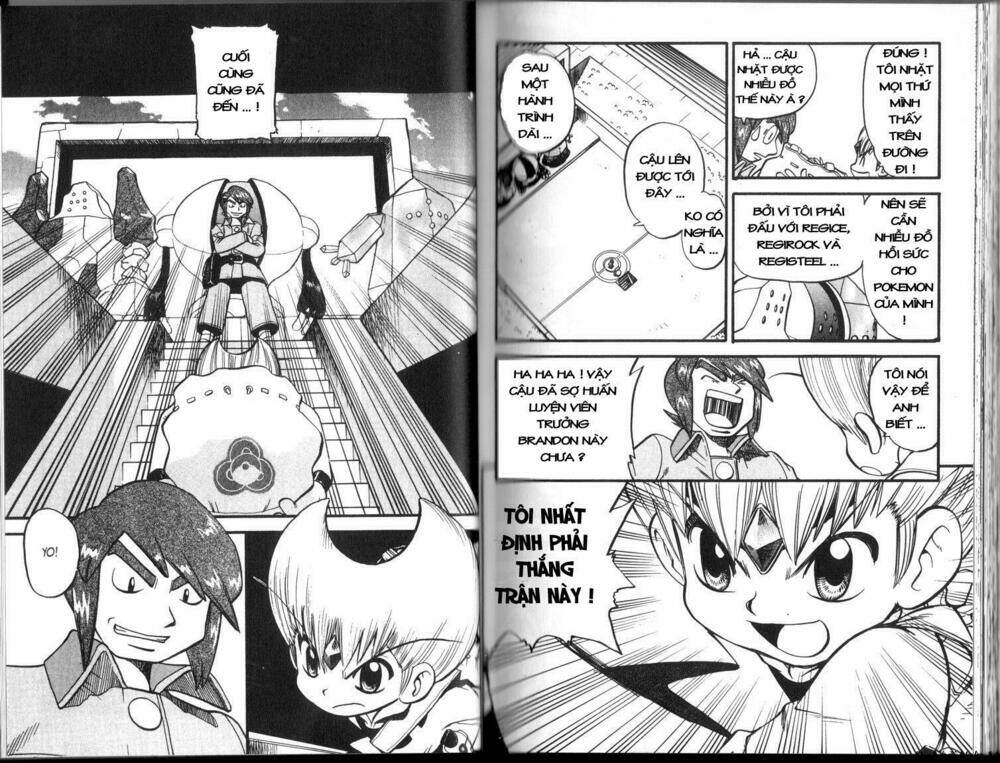 CUỐI
CÙNG
CŨNG ĐÃ
ĐẾN ... !
YO!
SAU
MỘT
HÀNH
TRÌNH
DÀI ...
CẬU LÊN
ĐƯỢC TỚI
ĐÂY ...
KO CÓ
NGHĨA
LÀ ...
HẢ ... CẬU
NHẶT ĐƯỢC
NHIỀU ĐỒ
THẾ NÀY À ?
ĐÚNG !
TÔI NHẶT
MỌI THỨ
MÌNH
THẤY
TRÊN
ĐƯỜNG
ĐI !
BỞI VÌ TÔI PHẢI
ĐẤU VỚI REGICE,
REGIROCK VÀ
REGISTEEL ...
NÊN SẼ
CẦN
NHIỀU ĐỒ
HỒI SỨC
CHO
POKEMON
CỦA MÌNH
!
HA HA HA ! VẬY
CẬU ĐÃ SỢ HUẤN
LUYỆN VIÊN
TRƯỞNG
BRANDON NÀY
CHƯA ?
TÔI NÓI
VẬY ĐỂ
ANH
BIẾT ...
TÔI NHẤT
ĐỊNH PHẢI
THẮNG
TRẬN NÀY !